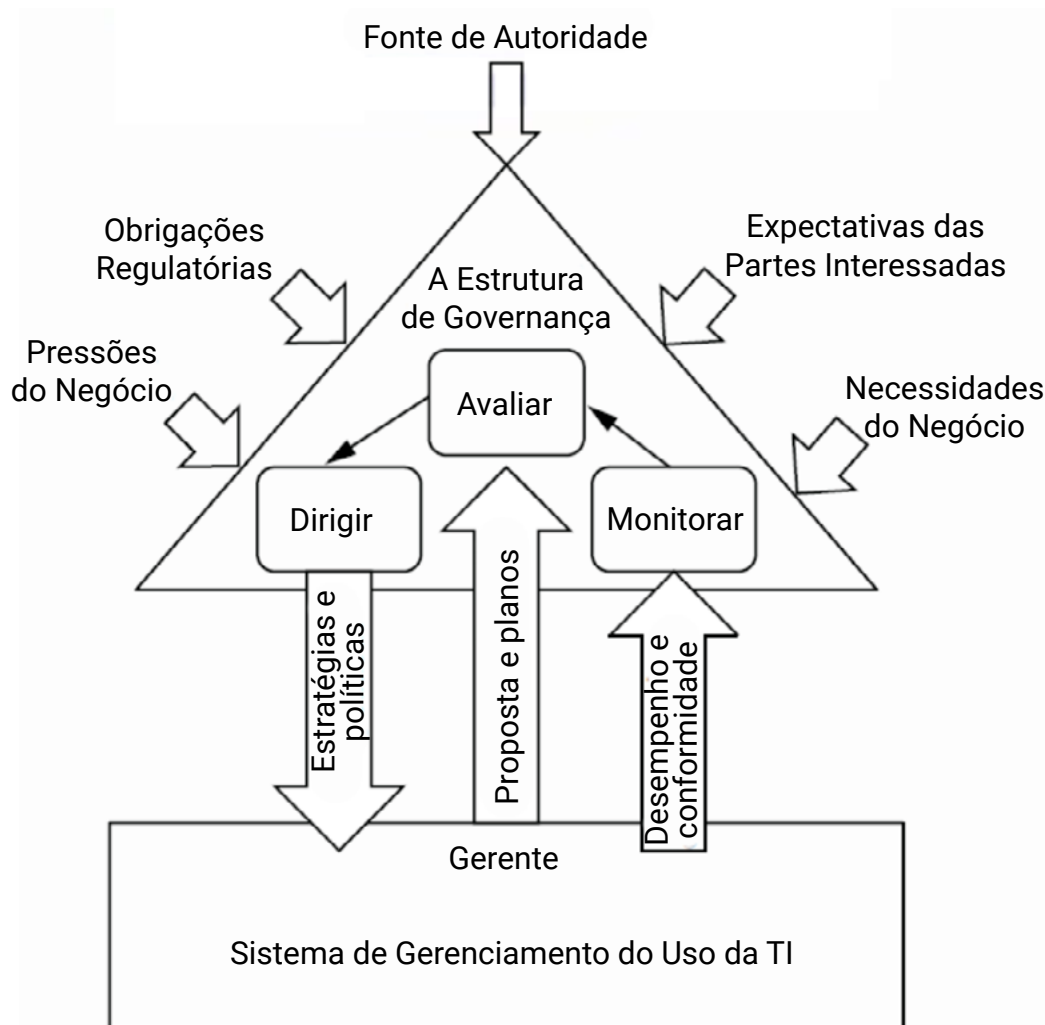 Fonte de Autoridade
Obrigações
Regulatórias
Expectativas das
Partes Interessadas
A Estrutura
de Governança
Pressões
do Negócio
Necessidades
do Negócio
Avaliar
Dirigir
Monitorar
Estratégias e
políticas
Proposta e planos
Desempenho e
conformidade
Gerente
Sistema de Gerenciamento do Uso da TI